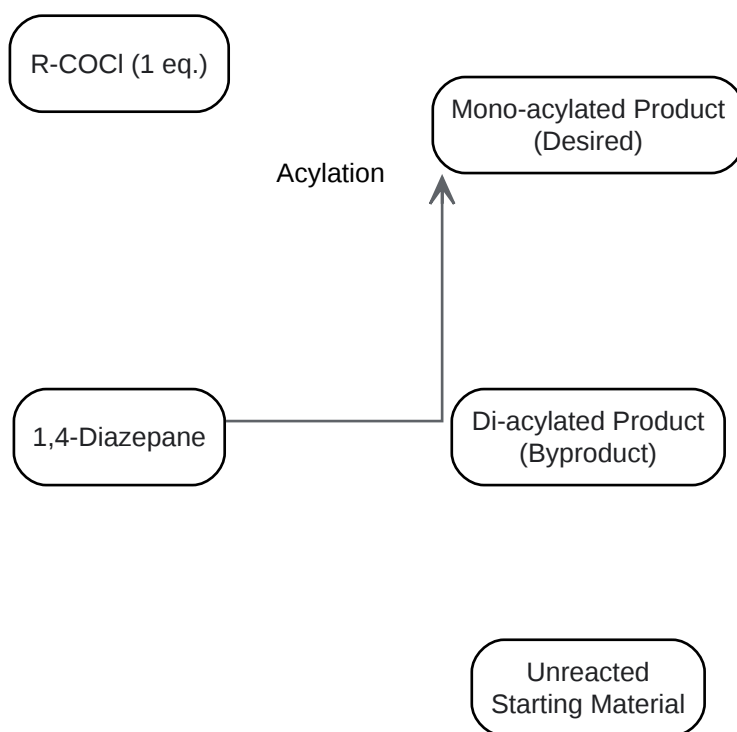 R-COCl (1 eq.)
Mono-acylated Product
(Desired)
Acylation
1,4-Diazepane
Di-acylated Product
(Byproduct)
Unreacted
Starting Material